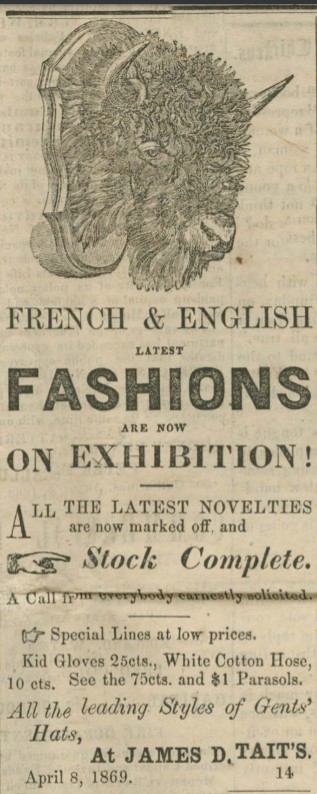 FRENCH & ENGLISH
LATEST
FASHIONS
ARE NOW
ON EXHIBITION!
ALL THE LATEST NOVELTIES
are now marked off, and
Stock Complete.
A Call from everybody earnestly solicited.
Special Lines at low prices.
Kid Gloves 25cts., White Cotton Hose,
10 cts. See the 75cts. and $1 Parasols.
All the leading Styles of Gents'
Hats,
At JAMES D. TAIT'S.
April 8, 1869. 14